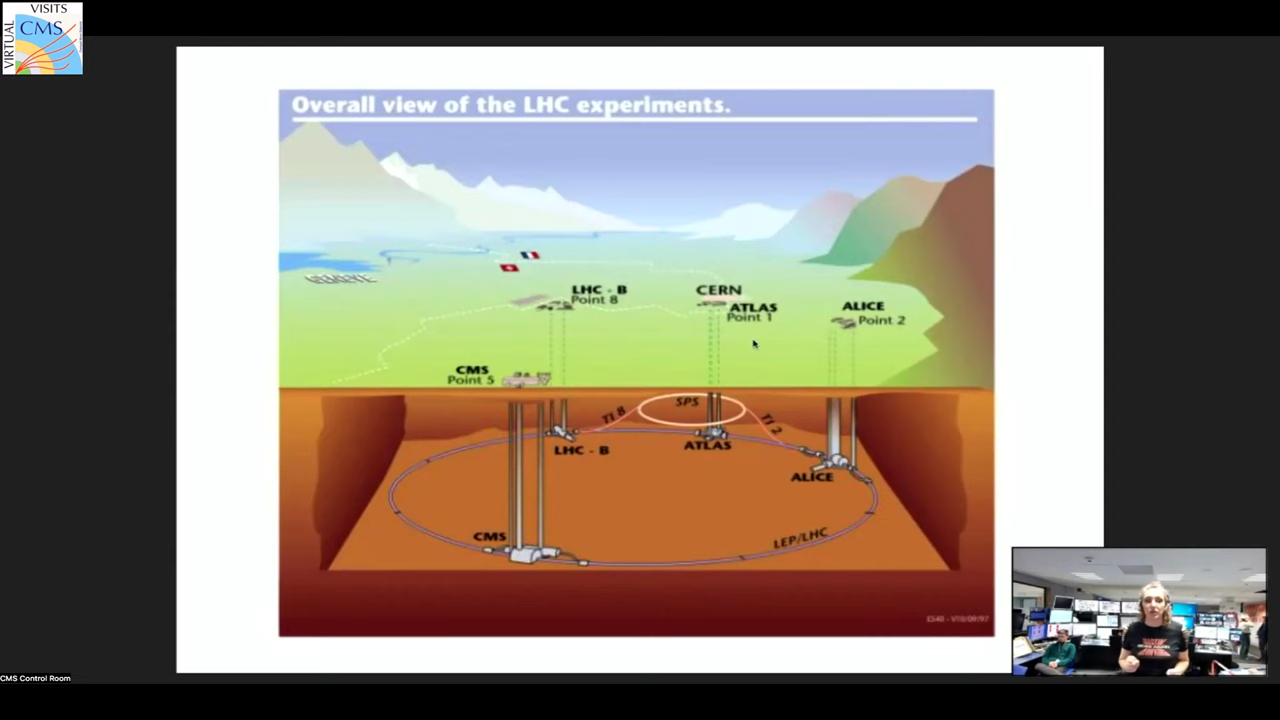 VISITS
CMS
VIRTUAL
Overall view of the LHC experiments.
GENEVE
LHC - B
Point 8
CERN
ATLAS
Point 1
ALICE
Point 2
CMS
Point 5
SPS
TI 8
TI 2
LHC - B
ATLAS
ALICE
CMS
LEP/LHC
CMS Control Room